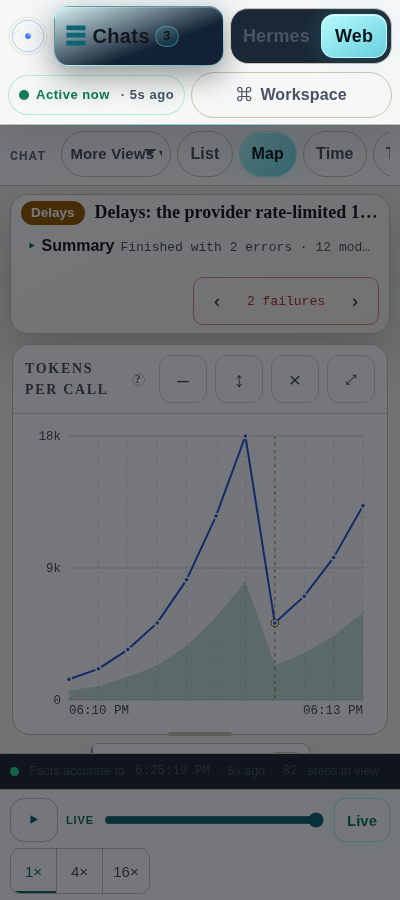 Chats 3
Hermes Web
Active now · 5s ago
⌘ Workspace
CHAT More Views List Map Time
Delays Delays: the provider rate-limited 1…
▸ Summary Finished with 2 errors · 12 mod…
‹ 2 failures ›
TOKENS
PER CALL
? – ↕ × ⤢
18k
9k
0
06:10 PM 06:13 PM
Facts accurate to 6:25:19 PM · 5s ago · 82 steps in view
LIVE Live
1× 4× 16×